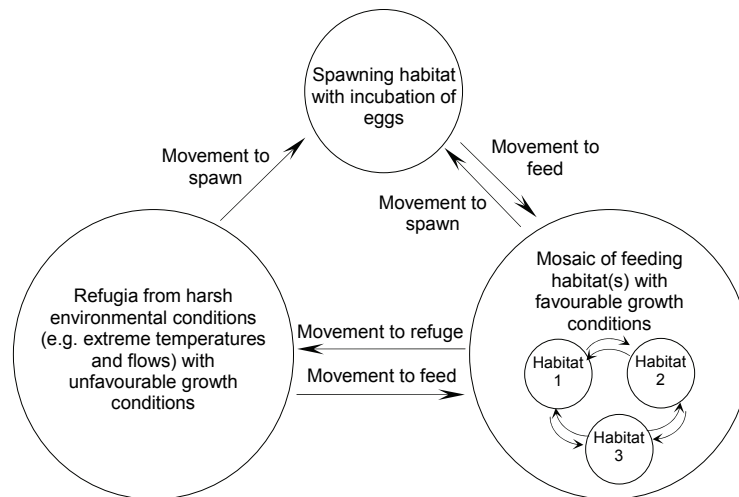 Spawning habitat
with incubation of
eggs
Movement to
spawn
Movement to
feed
Movement to
spawn
Refugia from harsh
environmental conditions
(e.g. extreme temperatures
and flows) with
unfavourable growth
conditions
Movement to refuge
Movement to feed
Mosaic of feeding
habitat(s) with
favourable growth
conditions
Habitat
1
Habitat
2
Habitat
3